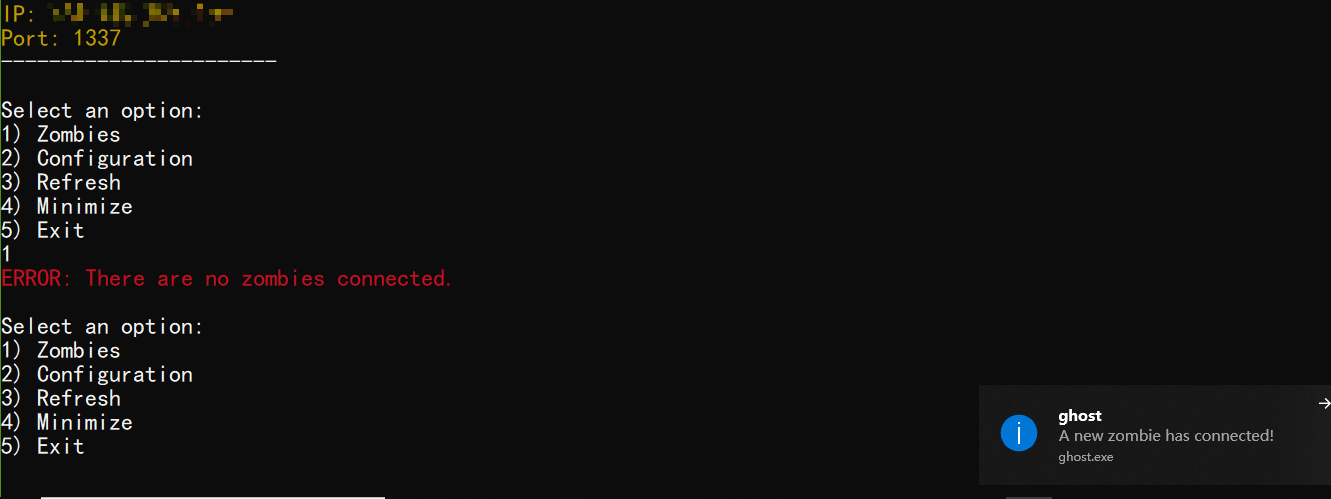 IP:
Port: 1337
-----------------------
Select an option:
1) Zombies
2) Configuration
3) Refresh
4) Minimize
5) Exit
1
ERROR: There are no zombies connected.
Select an option:
1) Zombies
2) Configuration
3) Refresh
4) Minimize
5) Exit
ghost
A new zombie has connected!
ghost.exe